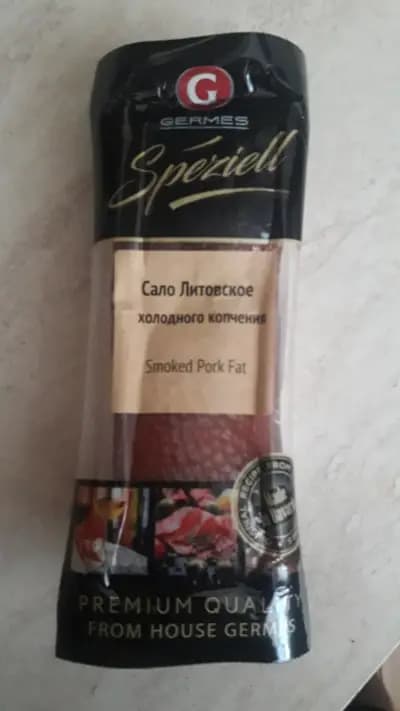 G
GERMES
Speziell
Сало Литовское
холодного копчения
Smoked Pork Fat
PREMIUM QUALITY
FROM HOUSE GERMES